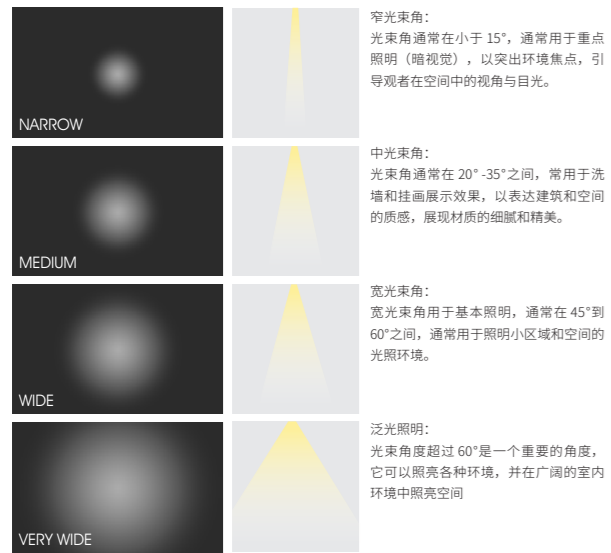 窄光束角：
光束角通常在小于 15°，通常用于重点
照明（暗视觉），以突出环境焦点，引
导观者在空间中的视角与目光。
NARROW
中光束角：
光束角通常在 20° -35°之间，常用于洗
墙和挂画展示效果，以表达建筑和空间
的质感，展现材质的细腻和精美。
MEDIUM
宽光束角：
宽光束角用于基本照明，通常在 45°到
60°之间，通常用于照明小区域和空间的
光照环境。
WIDE
泛光照明：
光束角度超过 60°是一个重要的角度，
它可以照亮各种环境，并在广阔的室内
环境中照亮空间
VERY WIDE